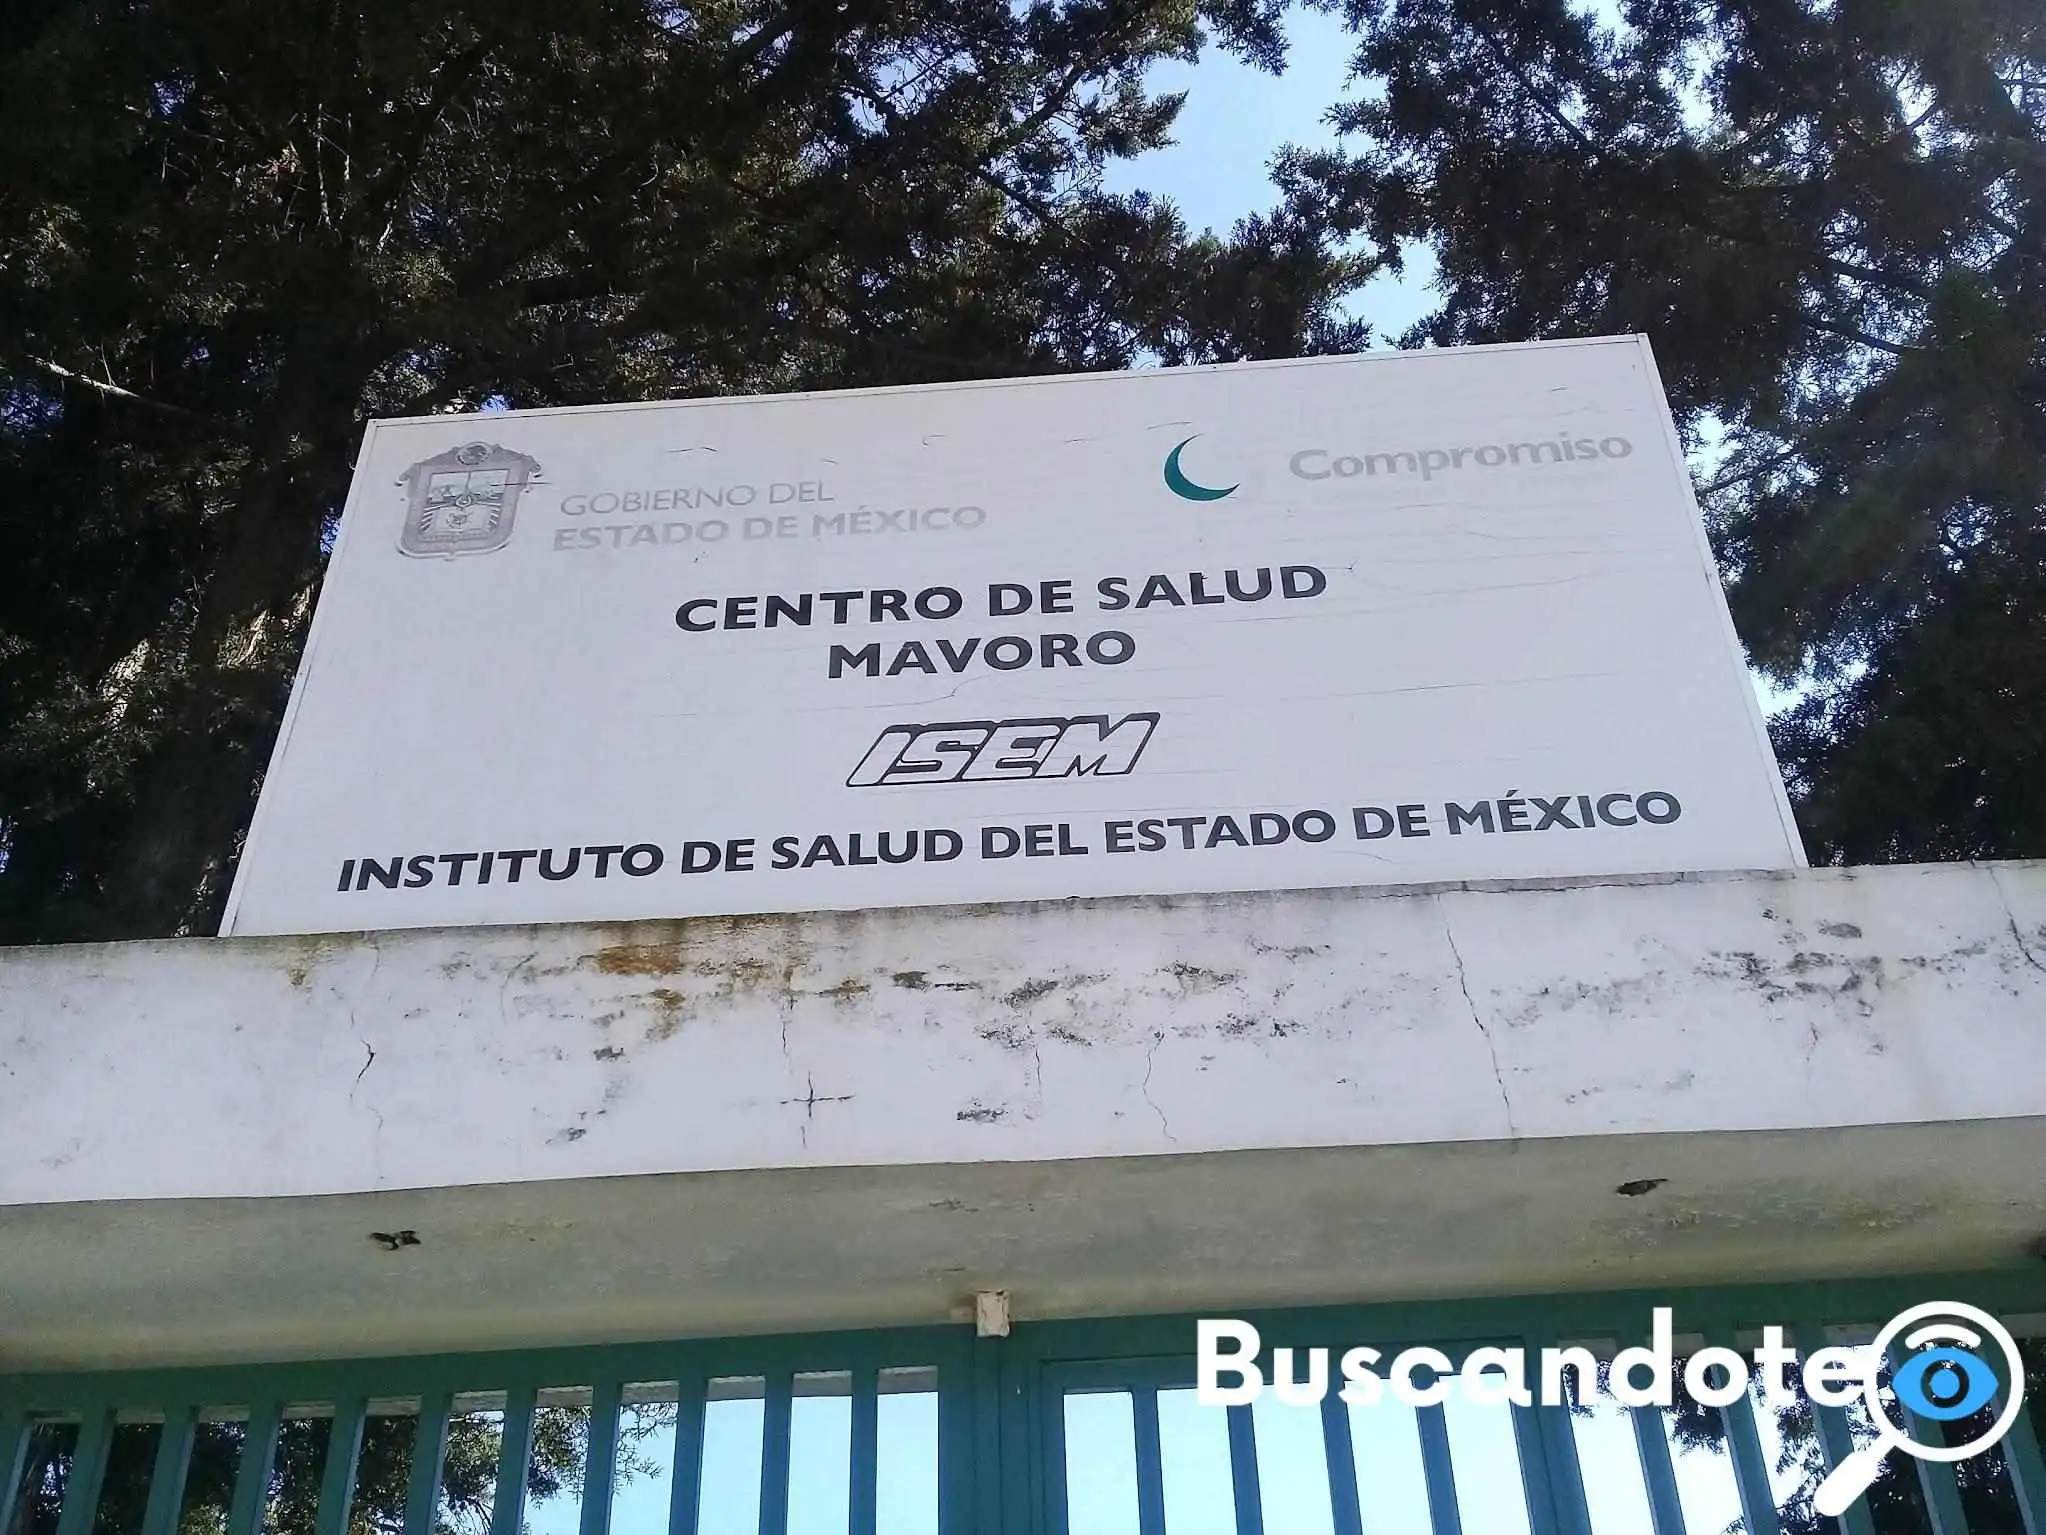 GOBIERNO DEL
ESTADO DE MÉXICO
Compromiso
CENTRO DE SALUD
MAVORO
ISEM
INSTITUTO DE SALUD DEL ESTADO DE MÉXICO
Buscandote